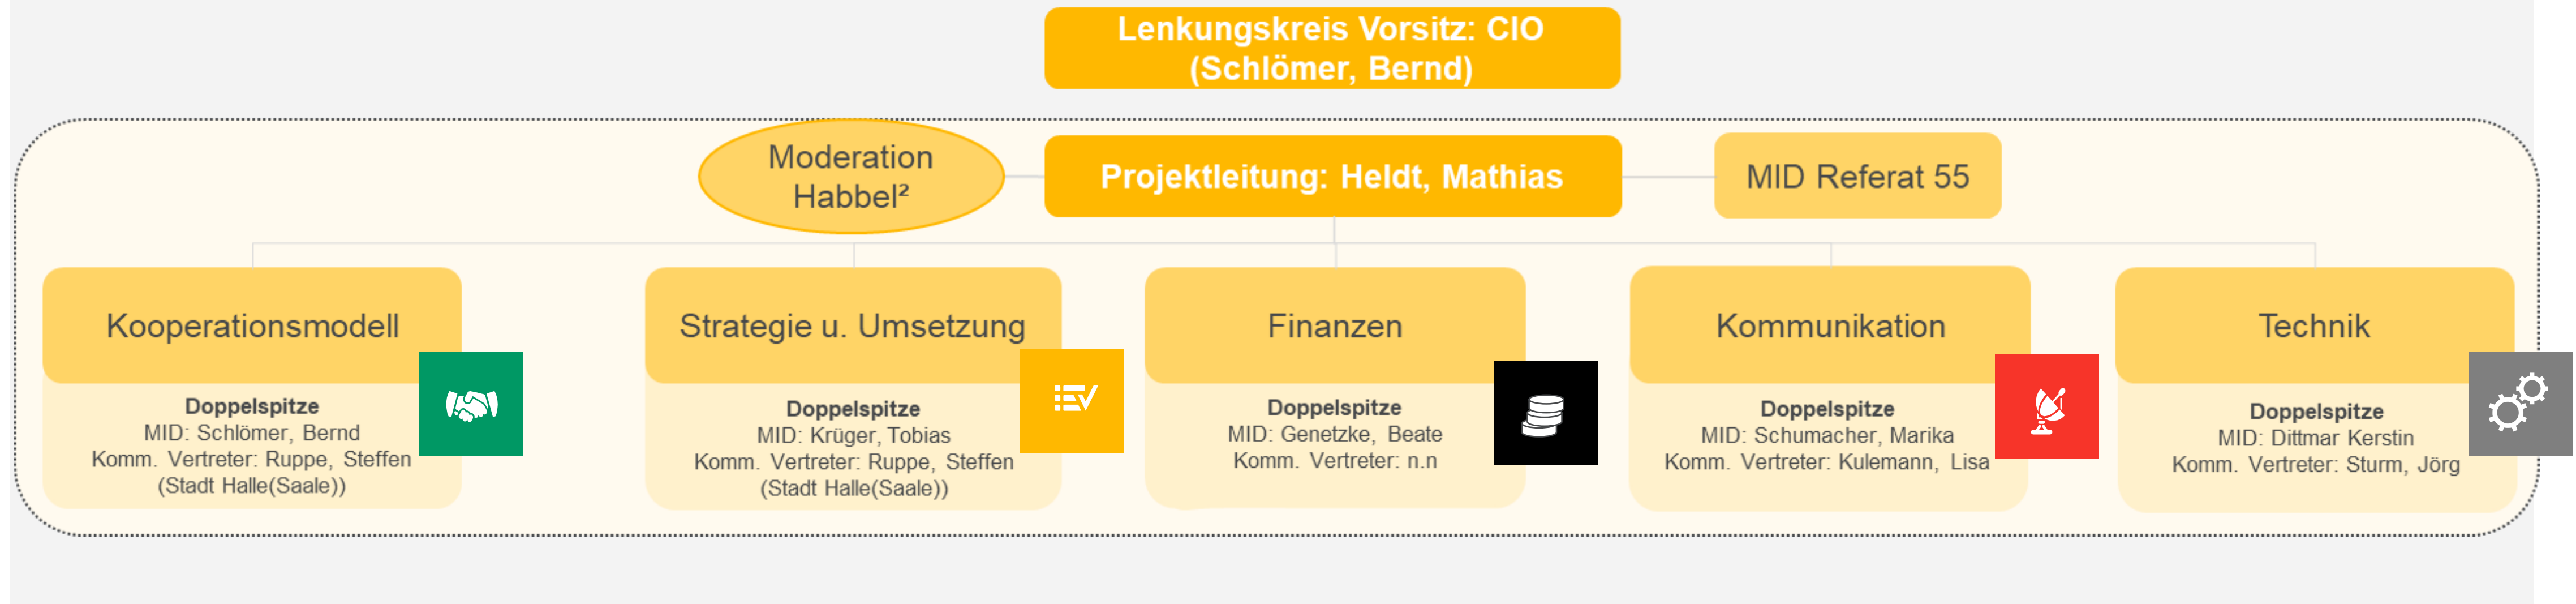 Lenkungskreis Vorsitz: CIO
(Schlömer, Bernd)
Moderation
Habbel²
Projektleitung: Heldt, Mathias
MID Referat 55
Kooperationsmodell
Doppelspitze
MID: Schlömer, Bernd
Komm. Vertreter: Ruppe, Steffen
(Stadt Halle(Saale))
Strategie u. Umsetzung
Doppelspitze
MID: Krüger, Tobias
Komm. Vertreter: Ruppe, Steffen
(Stadt Halle(Saale))
Finanzen
Doppelspitze
MID: Genetzke, Beate
Komm. Vertreter: n.n
Kommunikation
Doppelspitze
MID: Schumacher, Marika
Komm. Vertreter: Kulemann, Lisa
Technik
Doppelspitze
MID: Dittmar Kerstin
Komm. Vertreter: Sturm, Jörg